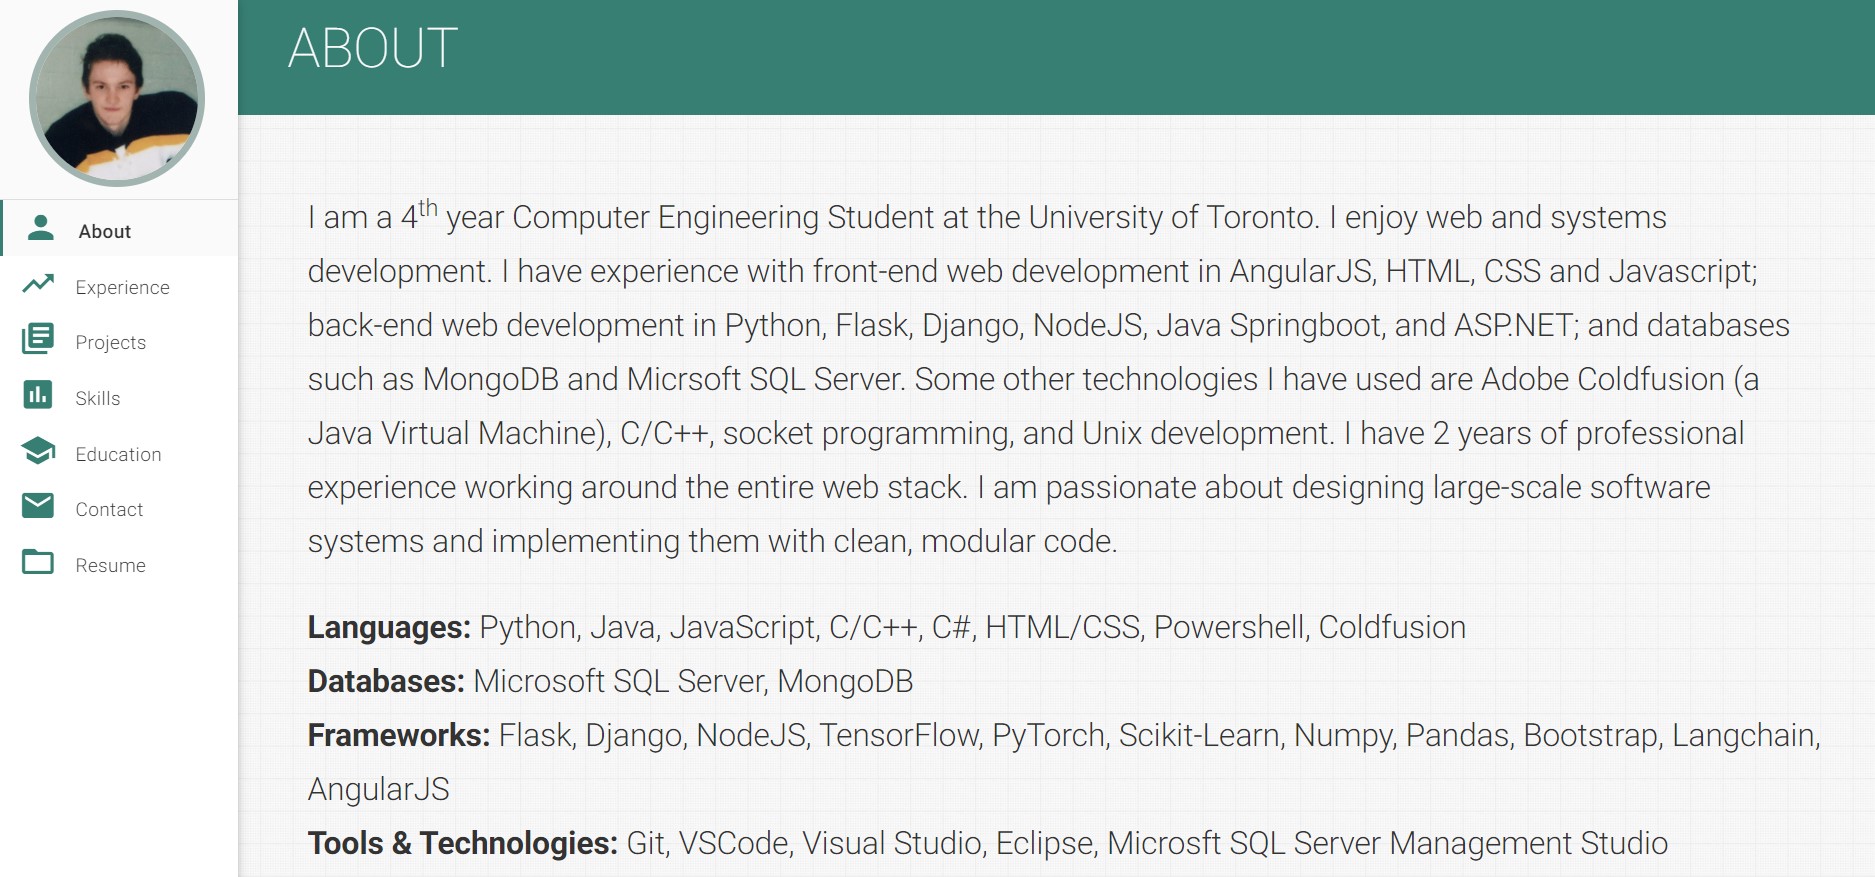 ABOUT
About
Experience
Projects
Skills
Education
Contact
Resume
I am a 4th year Computer Engineering Student at the University of Toronto. I enjoy web and systems
development. I have experience with front-end web development in AngularJS, HTML, CSS and Javascript;
back-end web development in Python, Flask, Django, NodeJS, Java Springboot, and ASP.NET; and databases
such as MongoDB and Micrsoft SQL Server. Some other technologies I have used are Adobe Coldfusion (a
Java Virtual Machine), C/C++, socket programming, and Unix development. I have 2 years of professional
experience working around the entire web stack. I am passionate about designing large-scale software
systems and implementing them with clean, modular code.
Languages: Python, Java, JavaScript, C/C++, C#, HTML/CSS, Powershell, Coldfusion
Databases: Microsoft SQL Server, MongoDB
Frameworks: Flask, Django, NodeJS, TensorFlow, PyTorch, Scikit-Learn, Numpy, Pandas, Bootstrap, Langchain,
AngularJS
Tools & Technologies: Git, VSCode, Visual Studio, Eclipse, Microsft SQL Server Management Studio